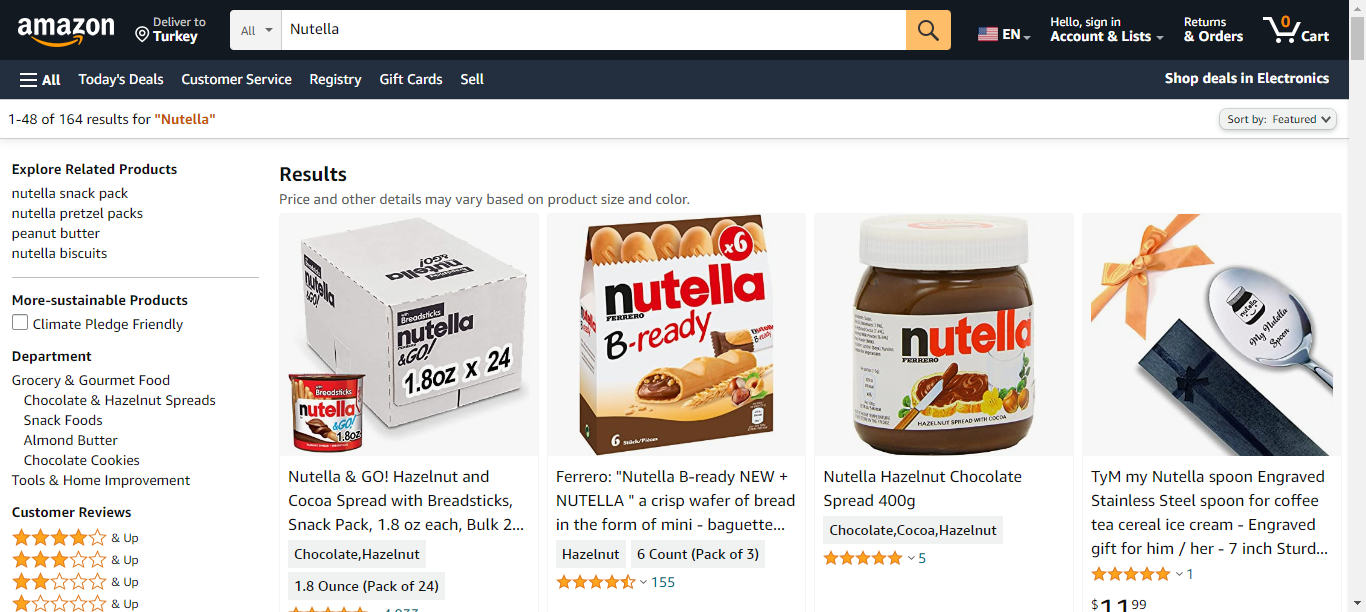 amazon
Deliver to
Turkey
All
Nutella
EN
Hello, sign in
Account & Lists
Returns
& Orders
0
Cart
All
Today's Deals
Customer Service
Registry
Gift Cards
Sell
Shop deals in Electronics
1-48 of 164 results for "Nutella"
Sort by: Featured
Explore Related Products
nutella snack pack
nutella pretzel packs
peanut butter
nutella biscuits
More-sustainable Products
Climate Pledge Friendly
Department
Grocery & Gourmet Food
Chocolate & Hazelnut Spreads
Snack Foods
Almond Butter
Chocolate Cookies
Tools & Home Improvement
Customer Reviews
& Up
& Up
& Up
& Up
Results
Price and other details may vary based on product size and color.
nutella
&GO!
nutella
&GO!
Breadsticks
nutella
&GO!
1.8oz x 24
Breadsticks
nutella
&GO!
1.8oz
Nutella & GO! Hazelnut and
Cocoa Spread with Breadsticks,
Snack Pack, 1.8 oz each, Bulk 2...
Chocolate,Hazelnut
1.8 Ounce (Pack of 24)
x6
nutella
FERRERO
B-ready
6 Stück/Pieces
Ferrero: "Nutella B-ready NEW +
NUTELLA " a crisp wafer of bread
in the form of mini - baguette...
Hazelnut
6 Count (Pack of 3)
155
nutella
FERRERO
HAZELNUT SPREAD WITH COCOA
Nutella Hazelnut Chocolate
Spread 400g
Chocolate,Cocoa,Hazelnut
5
nutella
My Nutella
Spoon
TyM my Nutella spoon Engraved
Stainless Steel spoon for coffee
tea cereal ice cream - Engraved
gift for him / her - 7 inch Sturd...
1
$1199